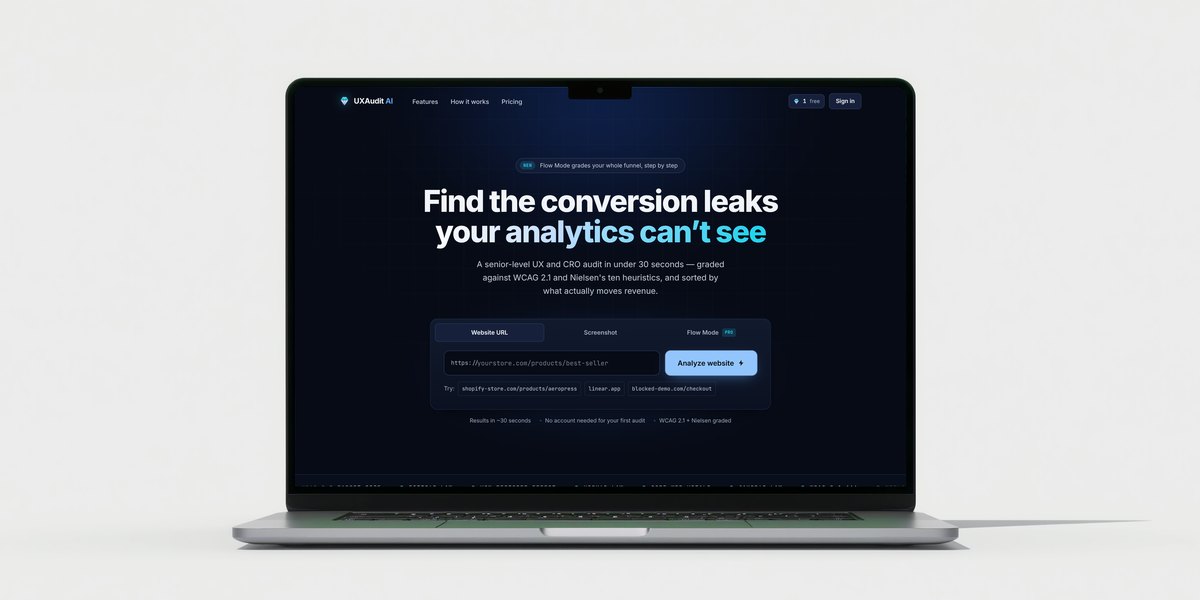 UXAudit AI Features How it works Pricing 1 free Sign in
NEW Flow Mode grades your whole funnel, step by step
Find the conversion leaks
your analytics can't see
A senior-level UX and CRO audit in under 30 seconds — graded
against WCAG 2.1 and Nielsen's ten heuristics, and sorted by
what actually moves revenue.
Website URL Screenshot Flow Mode PRO
https://yourstore.com/products/best-seller Analyze website
Try: shopify-store.com/products/aeropress linear.app blocked-demo.com/checkout
Results in ~30 seconds · No account needed for your first audit · WCAG 2.1 + Nielsen graded